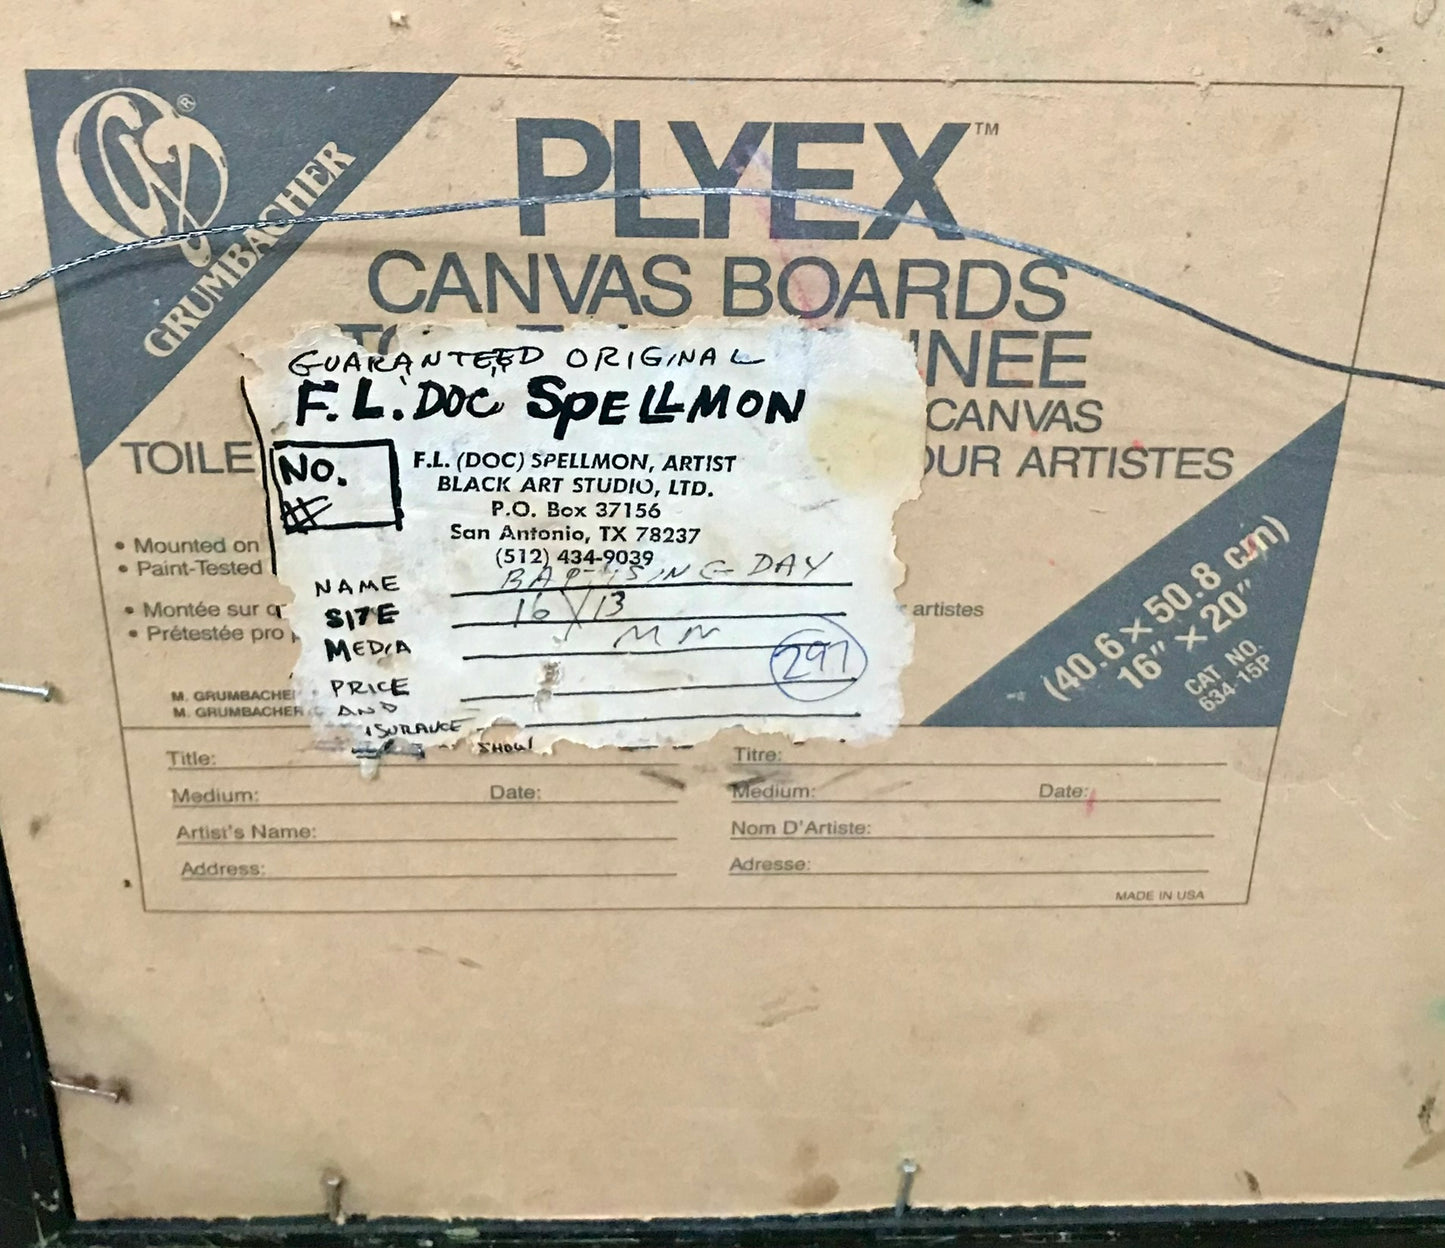 G
®
GRUMBACHER
PLYEX™
CANVAS BOARDS
INEE
CANVAS
TOILE
OUR ARTISTES
GUARANTEED ORIGINAL
F.L. DOC SPELLMON
NO.
#
F.L. (DOC) SPELLMON, ARTIST
BLACK ART STUDIO, LTD.
P.O. Box 37156
San Antonio, TX 78237
(512) 434-9039
NAME BAPTISING DAY
SIZE 16 X 13
MEDIA MM
297
PRICE
AND
SHOW
• Mounted on
• Paint-Tested
• Montée sur
artistes
• Prétestée pro
M. GRUMBACHER
M. GRUMBACHER
(40.6 × 50.8 cm)
16" × 20"
CAT. NO.
634-15P
Title:
Titre:
Medium: Date:
Medium: Date:
Artist's Name:
Nom D'Artiste:
Address:
Adresse:
MADE IN USA